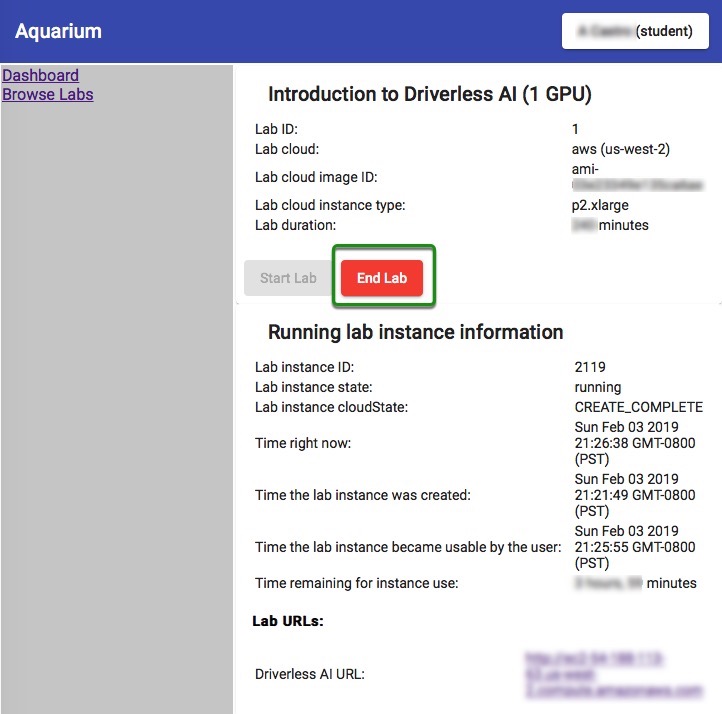 Aquarium
(student)
Dashboard
Browse Labs
Introduction to Driverless AI (1 GPU)
Lab ID: 1
Lab cloud: aws (us-west-2)
Lab cloud image ID: ami-
Lab cloud instance type: p2.xlarge
Lab duration: minutes
Start Lab End Lab
Running lab instance information
Lab instance ID: 2119
Lab instance state: running
Lab instance cloudState: CREATE_COMPLETE
Time right now: Sun Feb 03 2019
21:26:38 GMT-0800
(PST)
Time the lab instance was created: Sun Feb 03 2019
21:21:49 GMT-0800
(PST)
Time the lab instance became usable by the user: Sun Feb 03 2019
21:25:55 GMT-0800
(PST)
Time remaining for instance use: minutes
Lab URLs:
Driverless AI URL: